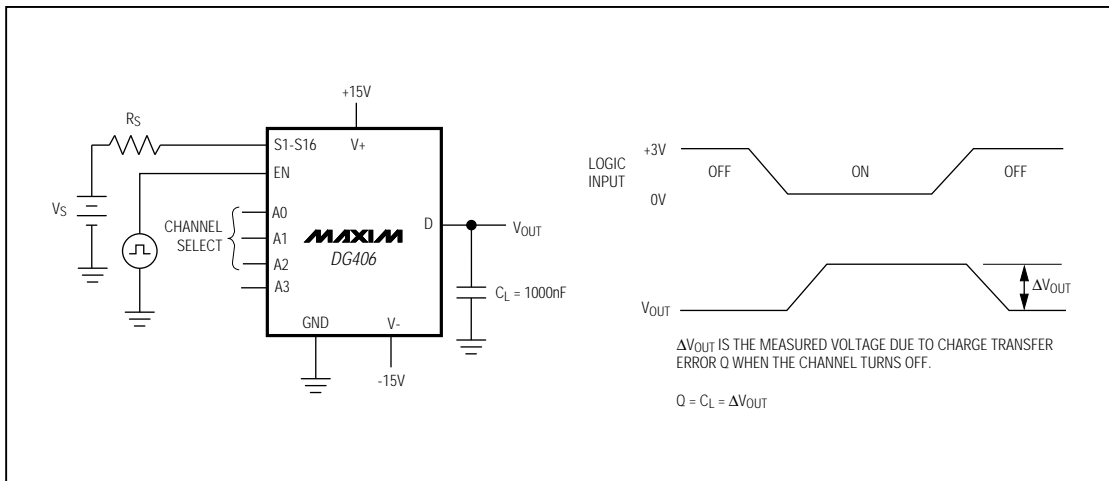 +15V
RS
S1-S16
V+
EN
VS
CHANNEL
SELECT
A0
A1
A2
A3
MAXIM
DG406
D
VOUT
CL = 1000nF
GND
V-
-15V
LOGIC
INPUT
+3V
0V
OFF
ON
OFF
VOUT
ΔVOUT
ΔVOUT IS THE MEASURED VOLTAGE DUE TO CHARGE TRANSFER
ERROR Q WHEN THE CHANNEL TURNS OFF.
Q = CL = ΔVOUT